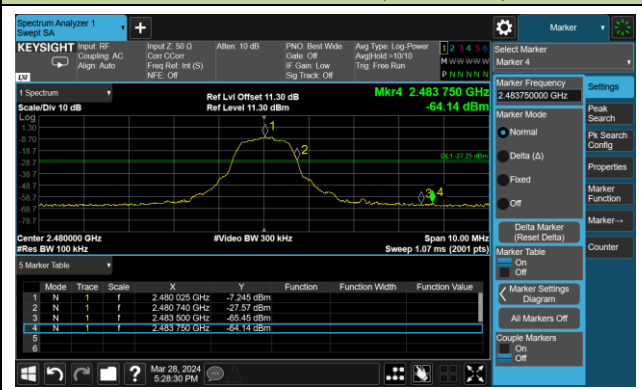 Spectrum Analyzer 1
Swept SA
Marker
KEYSIGHT
Input: RF
Coupling: AC
Align: Auto
Input Z: 50 Ω
Corr CCorr
Freq Ref: Int (S)
NFE: Off
Atten: 10 dB
PNO: Best Wide
Gate: Off
IF Gain: Low
Sig Track: Off
Avg Type: Log-Power
Avg|Hold:>10/10
Trig: Free Run
1 2 3 4 5 6
M W W W W W
P N N N N N
LXI
1 Spectrum
Scale/Div 10 dB
Log
Ref Lvl Offset 11.30 dB
Ref Level 11.30 dBm
Mkr4 2.483 750 GHz
-64.14 dBm
1.30
-8.70
-18.7
-28.7
-38.7
-48.7
-58.7
-68.7
-78.7
1
2
3
4
DL1 -27.25 dBm
Center 2.480000 GHz
#Res BW 100 kHz
#Video BW 300 kHz
Span 10.00 MHz
Sweep 1.07 ms (2001 pts)
5 Marker Table
Mode Trace Scale X Y Function Function Width Function Value
1 N 1 f 2.480 025 GHz -7.245 dBm
2 N 1 f 2.480 740 GHz -27.57 dBm
3 N 1 f 2.483 500 GHz -65.45 dBm
4 N 1 f 2.483 750 GHz -64.14 dBm
5
6
Mar 28, 2024
5:28:30 PM
Select Marker
Marker 4
Marker Frequency
2.483750000 GHz
Marker Mode
Normal
Delta (Δ)
Fixed
Off
Delta Marker
(Reset Delta)
Marker Table
On
Off
Marker Settings
Diagram
All Markers Off
Couple Markers
On
Off
Settings
Peak
Search
Pk Search
Config
Properties
Marker
Function
Marker→
Counter